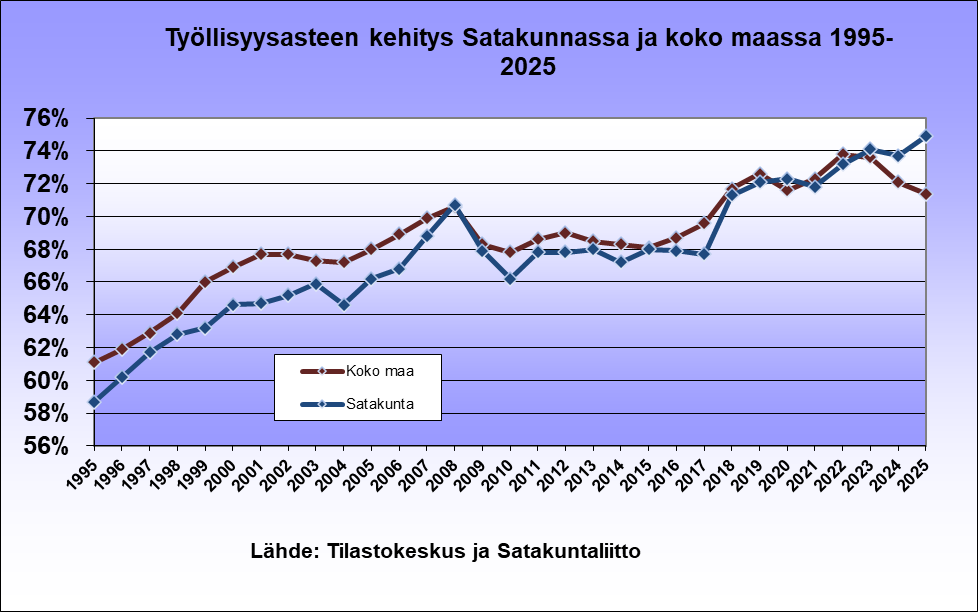 Työllisyysasteen kehitys Satakunnassa ja koko maassa 1995-
2025
76%
74%
72%
70%
68%
66%
64%
62%
60%
58%
56%
Koko maa
Satakunta
1995 1996 1997 1998 1999 2000 2001 2002 2003 2004 2005 2006 2007 2008 2009 2010 2011 2012 2013 2014 2015 2016 2017 2018 2019 2020 2021 2022 2023 2024 2025
Lähde: Tilastokeskus ja Satakuntaliitto